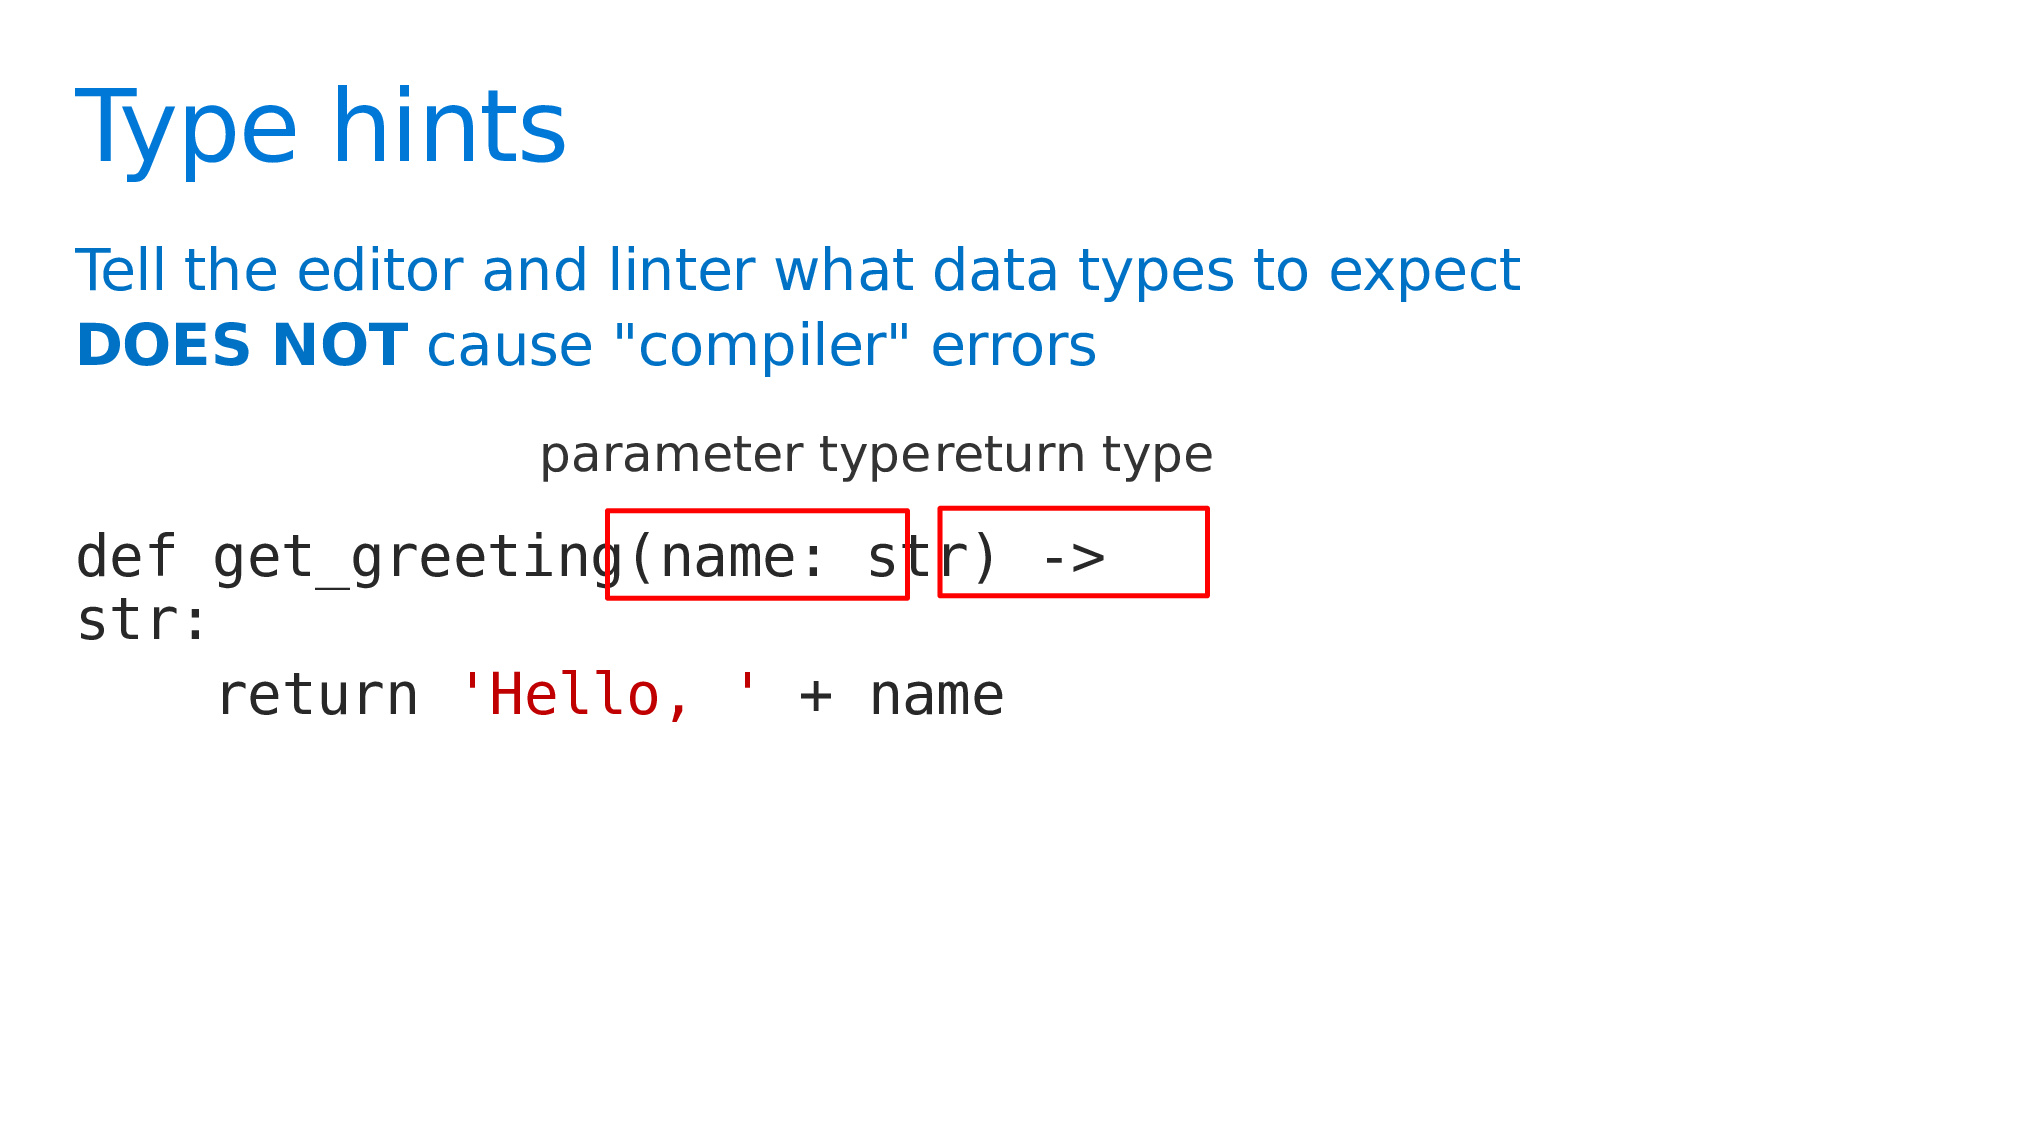 Type hints
Tell the editor and linter what data types to expect
DOES NOT cause "compiler" errors
parameter type return type
def get_greeting(name: str) ->
str:
    return 'Hello, ' + name